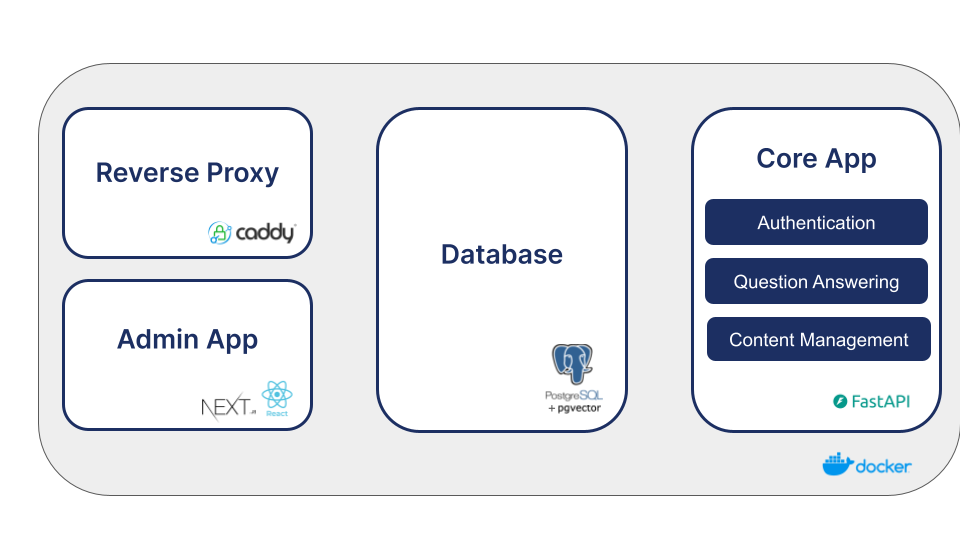 Reverse Proxy
caddy
Admin App
NEXT.JS
React
Database
PostgreSQL
+ pgvector
Core App
Authentication
Question Answering
Content Management
FastAPI
docker